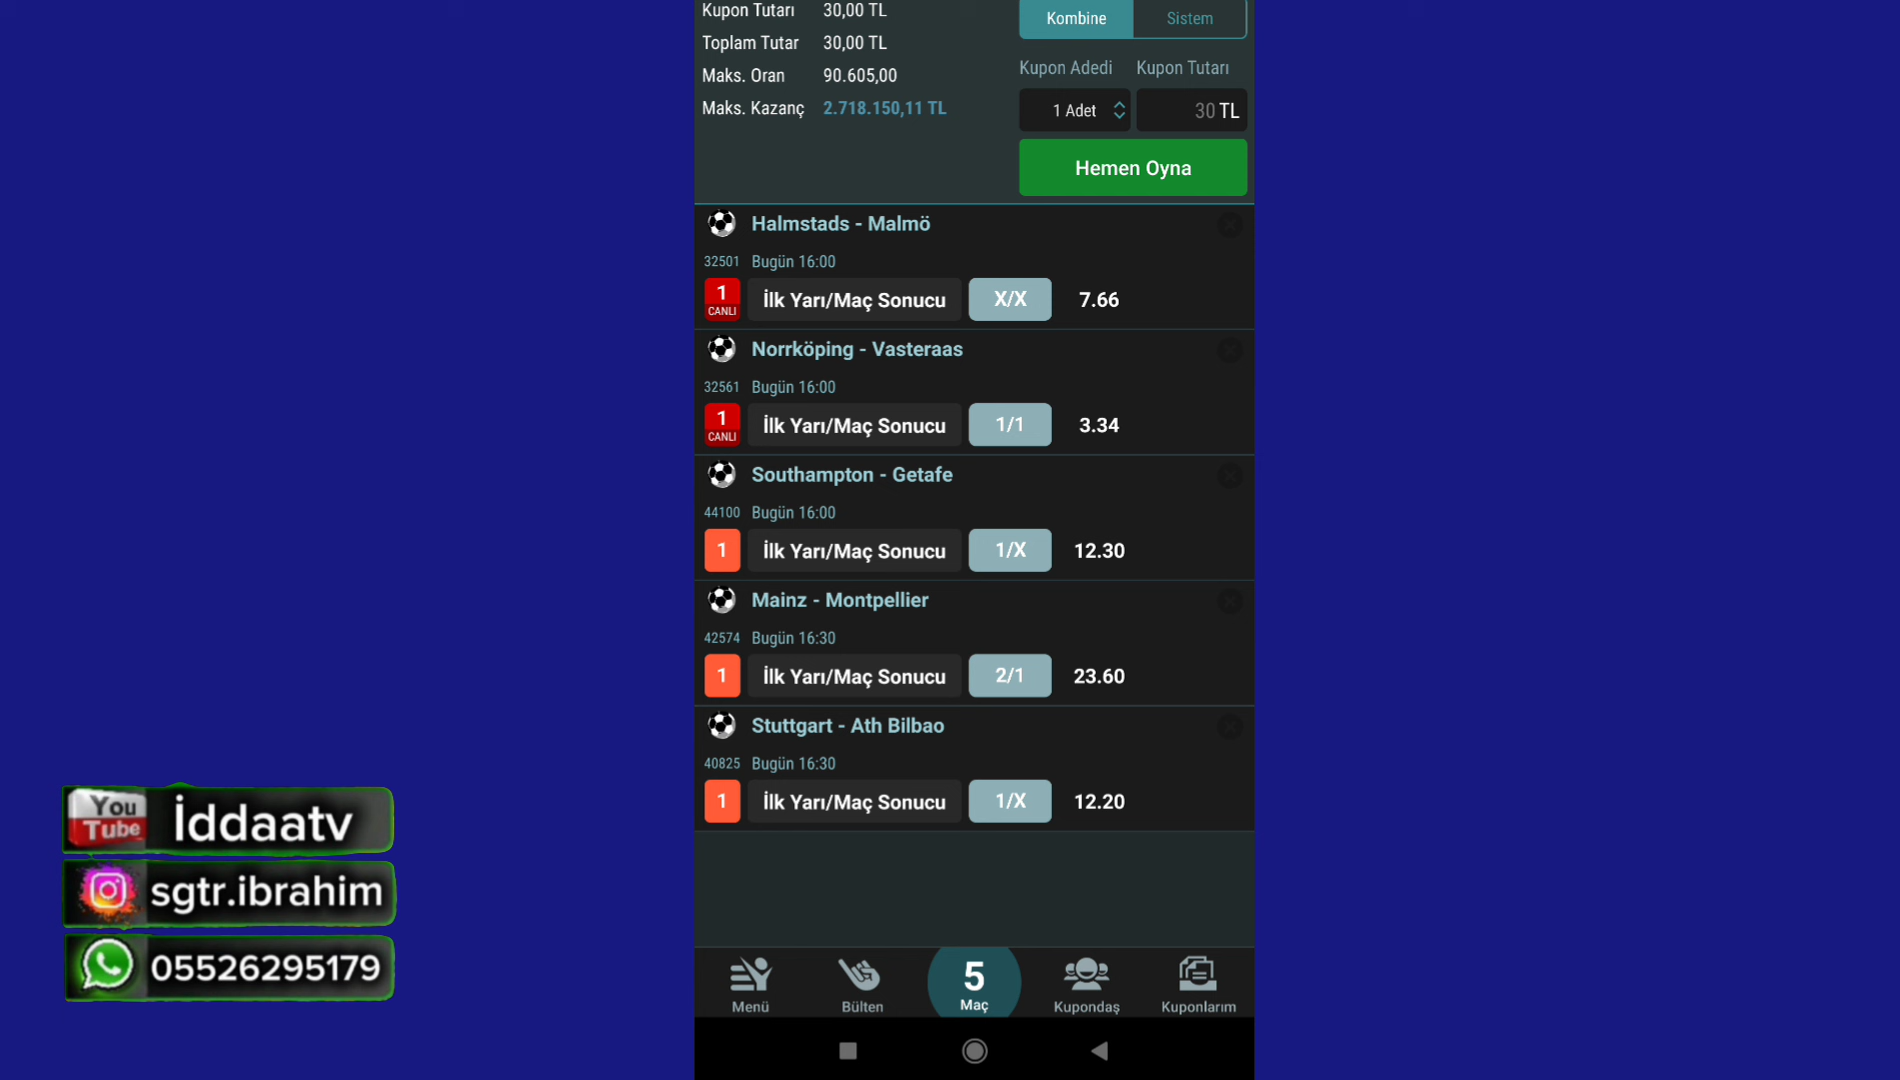 Kupon Tutarı 30,00 TL
Toplam Tutar 30,00 TL
Maks. Oran 90.605,00
Maks. Kazanç 2.718.150,11 TL
Kombine Sistem
Kupon Adedi Kupon Tutarı
1 Adet 30 TL
Hemen Oyna
Halmstads - Malmö
32501 Bugün 16:00
1 CANLI İlk Yarı/Maç Sonucu X/X 7.66
Norrköping - Vasteraas
32561 Bugün 16:00
1 CANLI İlk Yarı/Maç Sonucu 1/1 3.34
Southampton - Getafe
44100 Bugün 16:00
1 İlk Yarı/Maç Sonucu 1/X 12.30
Mainz - Montpellier
42574 Bugün 16:30
1 İlk Yarı/Maç Sonucu 2/1 23.60
Stuttgart - Ath Bilbao
40825 Bugün 16:30
1 İlk Yarı/Maç Sonucu 1/X 12.20
Menü Bülten 5 Maç Kupondaş Kuponlarım
You Tube İddaatv
sgtr.ibrahim
05526295179